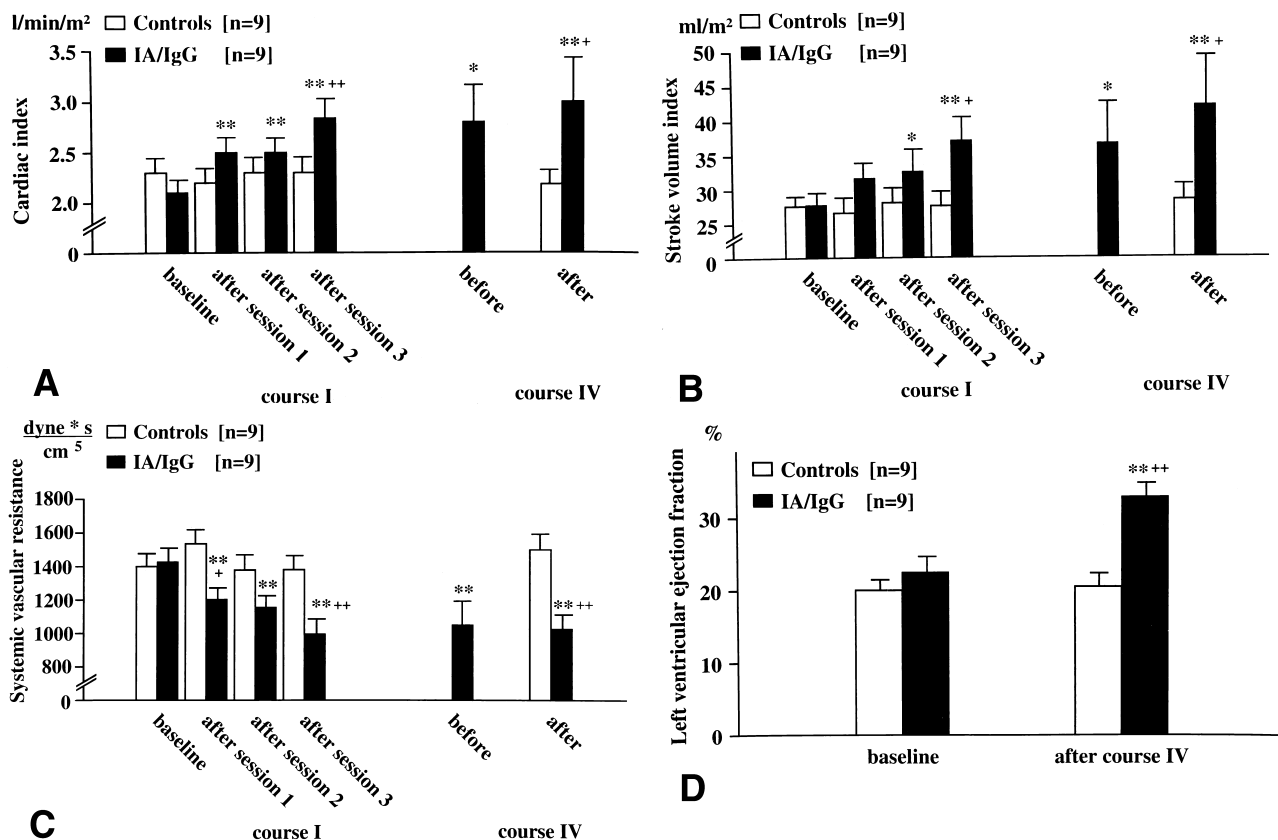 l/min/m²
Controls [n=9]
IA/IgG [n=9]
Cardiac index
3.5
3.0
2.5
2.0
0
**
**
** ++
*
**+
baseline
after session 1
after session 2
after session 3
before
after
course I
course IV
A
ml/m²
Controls [n=9]
IA/IgG [n=9]
Stroke volume index
50
45
40
35
30
25
0
*
** +
*
** +
baseline
after session 1
after session 2
after session 3
before
after
course I
course IV
B
dyne * s
cm 5
Controls [n=9]
IA/IgG [n=9]
Systemic vascular resistance
1800
1600
1400
1200
1000
800
0
**
+
**
**++
**
**++
baseline
after session 1
after session 2
after session 3
before
after
course I
course IV
C
%
Controls [n=9]
IA/IgG [n=9]
Left ventricular ejection fraction
30
20
10
0
**++
baseline
after course IV
D